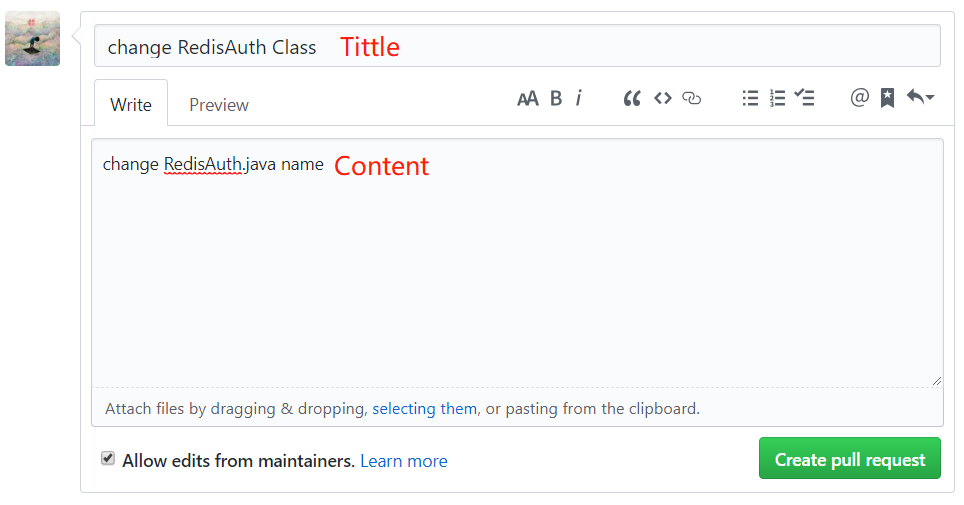 change RedisAuth Class Tittle
Write Preview AA B i @
change RedisAuth.java name Content
Attach files by dragging & dropping, selecting them, or pasting from the clipboard.
Allow edits from maintainers. Learn more Create pull request